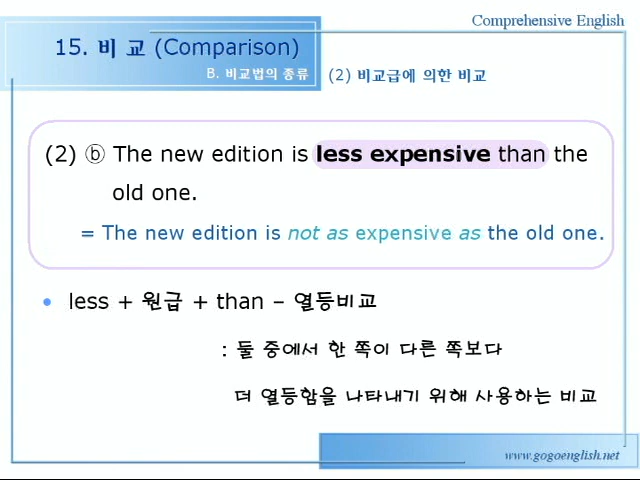 Comprehensive English
15. 비 교 (Comparison)
B. 비교법의 종류 (2) 비교급에 의한 비교
(2) ⓑ The new edition is less expensive than the
old one.
= The new edition is not as expensive as the old one.
• less + 원급 + than – 열등비교
: 둘 중에서 한 쪽이 다른 쪽보다
더 열등함을 나타내기 위해 사용하는 비교
www.gogoenglish.net